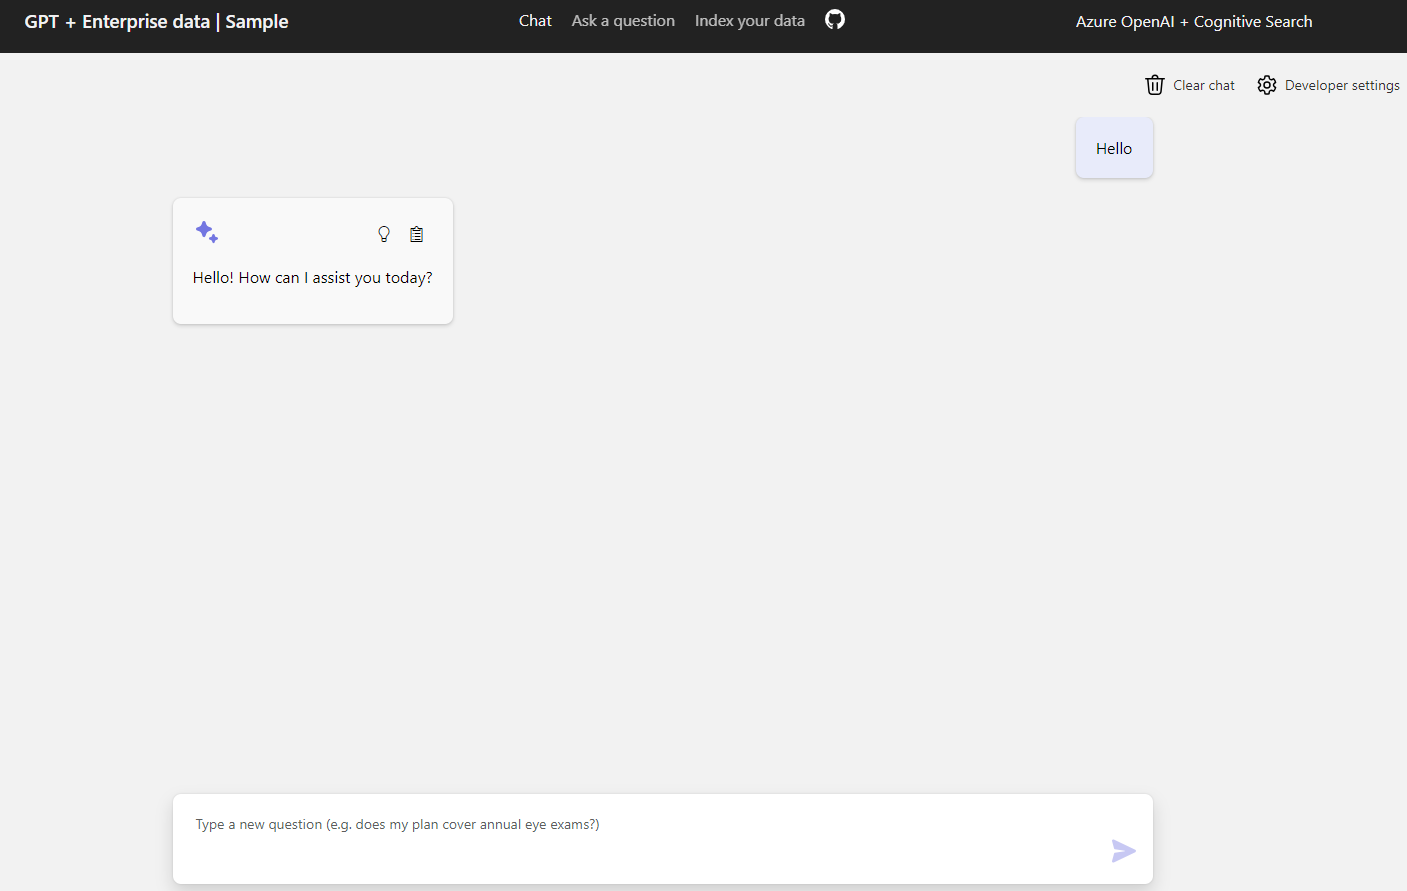 GPT + Enterprise data | Sample
Chat
Ask a question
Index your data
Azure OpenAI + Cognitive Search
Clear chat
Developer settings
Hello
Hello! How can I assist you today?
Type a new question (e.g. does my plan cover annual eye exams?)